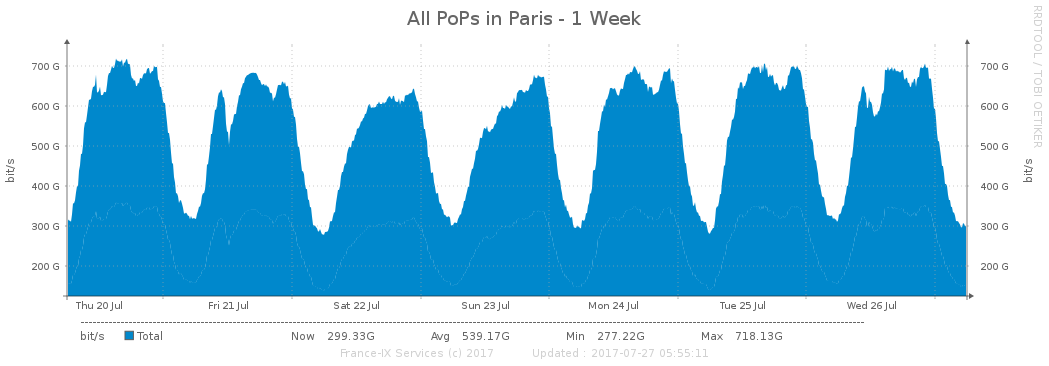 All PoPs in Paris - 1 Week
RRDTOOL / TOBI OETIKER
700 G 700 G
600 G 600 G
500 G 500 G
400 G 400 G
300 G 300 G
200 G 200 G
bit/s
bit/s
Thu 20 Jul Fri 21 Jul Sat 22 Jul Sun 23 Jul Mon 24 Jul Tue 25 Jul Wed 26 Jul
bit/s Total Now 299.33G Avg 539.17G Min 277.22G Max 718.13G
France-IX Services (c) 2017 Updated : 2017-07-27 05:55:11